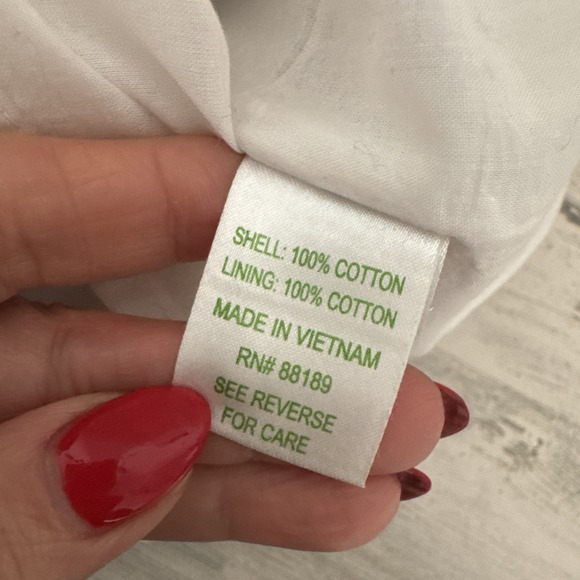 SHELL: 100% COTTON
LINING: 100% COTTON
MADE IN VIETNAM
RN# 88189
SEE REVERSE
FOR CARE